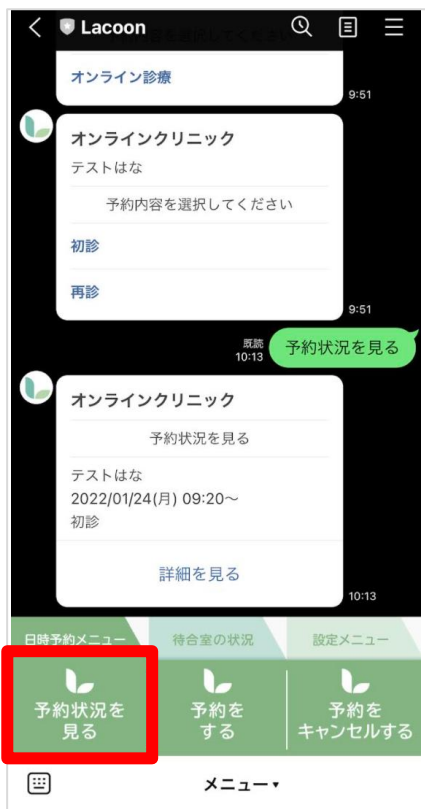 Lacoon
オンライン診療
9:51
オンラインクリニック
テストはな
予約内容を選択してください
初診
再診
9:51
既読
10:13
予約状況を見る
オンラインクリニック
予約状況を見る
テストはな
2022/01/24(月) 09:20〜
初診
詳細を見る
10:13
日時予約メニュー
待合室の状況
設定メニュー
予約状況を
見る
予約を
する
予約を
キャンセルする
メニュー▾